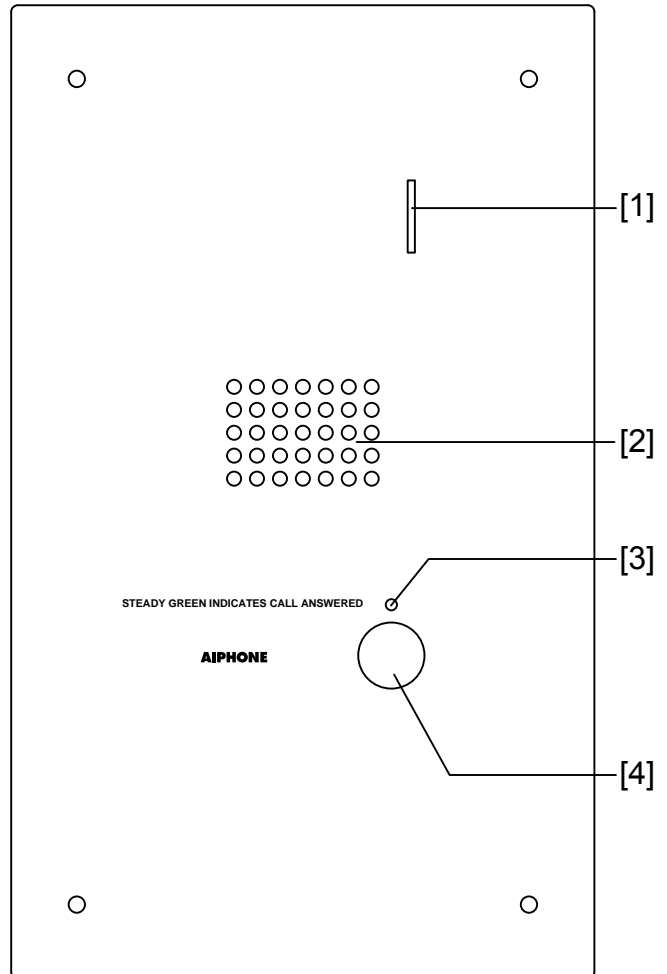 [1]
[2]
[3]
STEADY GREEN INDICATES CALL ANSWERED
AIPHONE
[4]